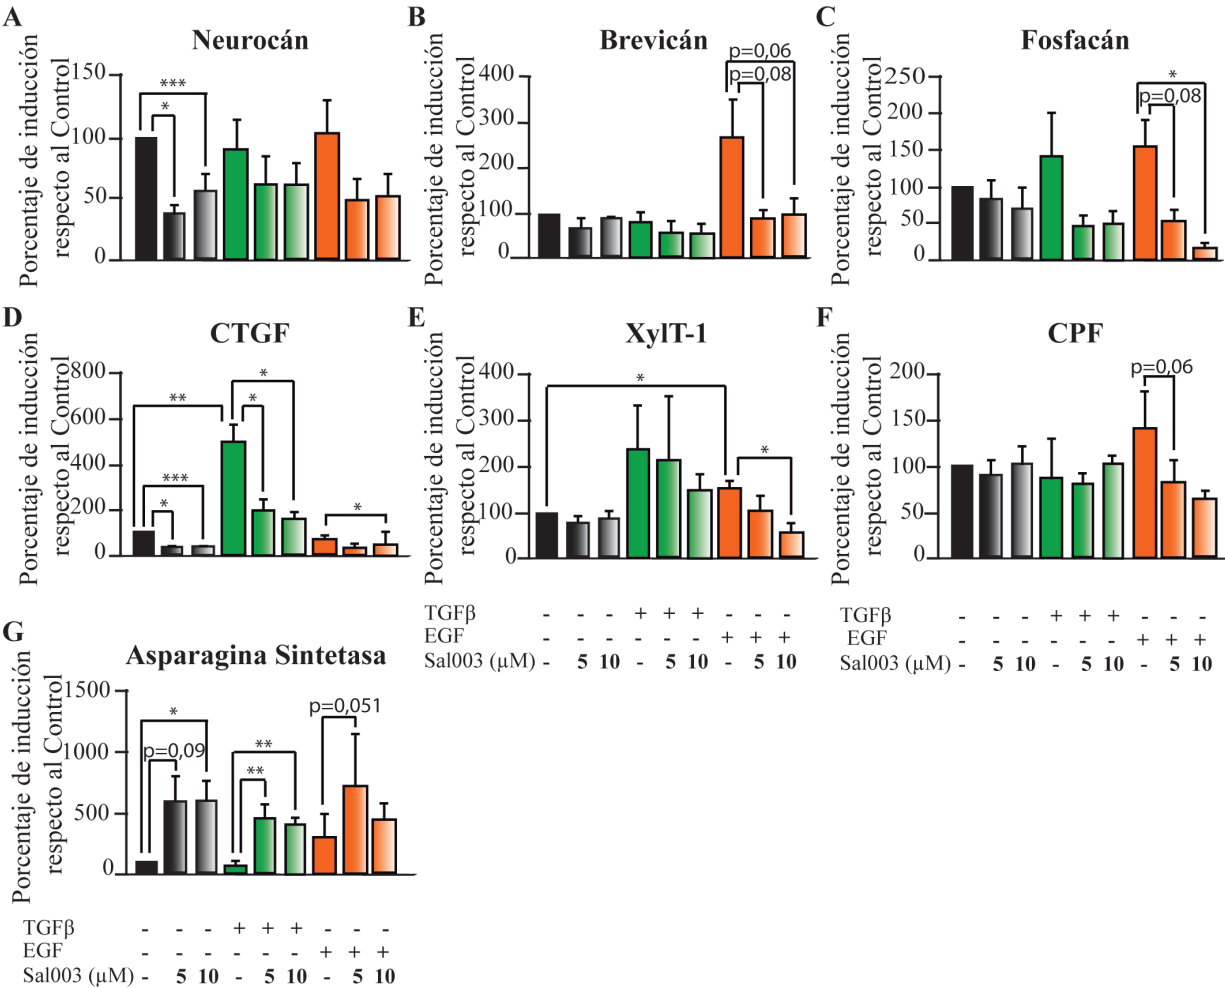 A
Neurocán
Porcentaje de inducción
respecto al Control
150
100
50
0
***
*
B
Brevicán
Porcentaje de inducción
respecto al Control
400
300
200
100
0
p=0,06
p=0,08
C
Fosfacán
Porcentaje de inducción
respecto al Control
250
200
150
100
50
0
*
p=0,08
D
CTGF
Porcentaje de inducción
respecto al Control
800
600
400
200
0
**
***
*
*
*
*
E
XylT-1
Porcentaje de inducción
respecto al Control
400
300
200
100
0
*
*
TGFβ - - - + + + - - -
EGF - - - - - - + + +
Sal003 (µM) - 5 10 - 5 10 - 5 10
F
CPF
Porcentaje de inducción
respecto al Control
200
150
100
50
0
p=0,06
TGFβ - - - + + + - - -
EGF - - - - - - + + +
Sal003 (µM) - 5 10 - 5 10 - 5 10
G
Asparagina Sintetasa
Porcentaje de inducción
respecto al Control
1500
1000
500
0
*
p=0,09
**
**
p=0,051
TGFβ - - - + + + - - -
EGF - - - - - - + + +
Sal003 (µM) - 5 10 - 5 10 - 5 10